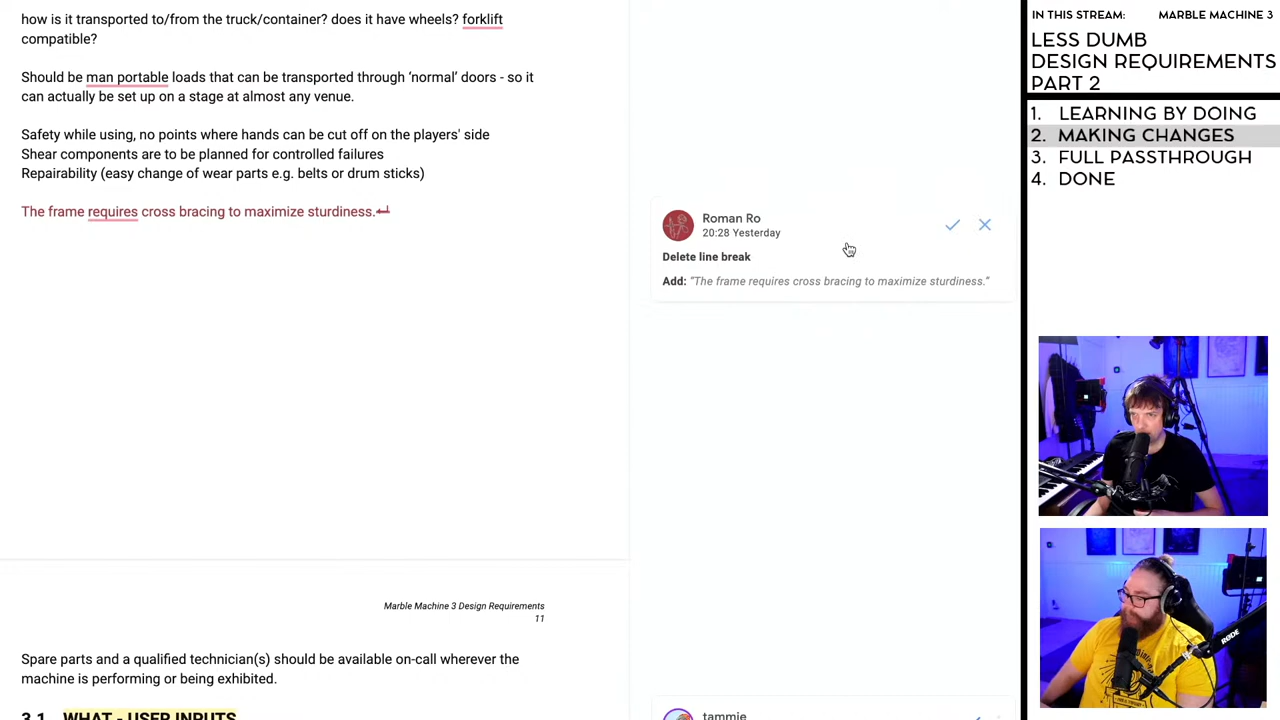 how is it transported to/from the truck/container? does it have wheels? forklift
compatible?
Should be man portable loads that can be transported through ‘normal’ doors - so it
can actually be set up on a stage at almost any venue.
Safety while using, no points where hands can be cut off on the players' side
Shear components are to be planned for controlled failures
Repairability (easy change of wear parts e.g. belts or drum sticks)
The frame requires cross bracing to maximize sturdiness.
Roman Ro
20:28 Yesterday
Delete line break
Add: “The frame requires cross bracing to maximize sturdiness.”
Marble Machine 3 Design Requirements
11
Spare parts and a qualified technician(s) should be available on-call wherever the
machine is performing or being exhibited.
3.1. WHAT - USER INPUTS
tammie
IN THIS STREAM: MARBLE MACHINE 3
LESS DUMB
DESIGN REQUIREMENTS
PART 2
1. LEARNING BY DOING
2. MAKING CHANGES
3. FULL PASSTHROUGH
4. DONE
RØDE